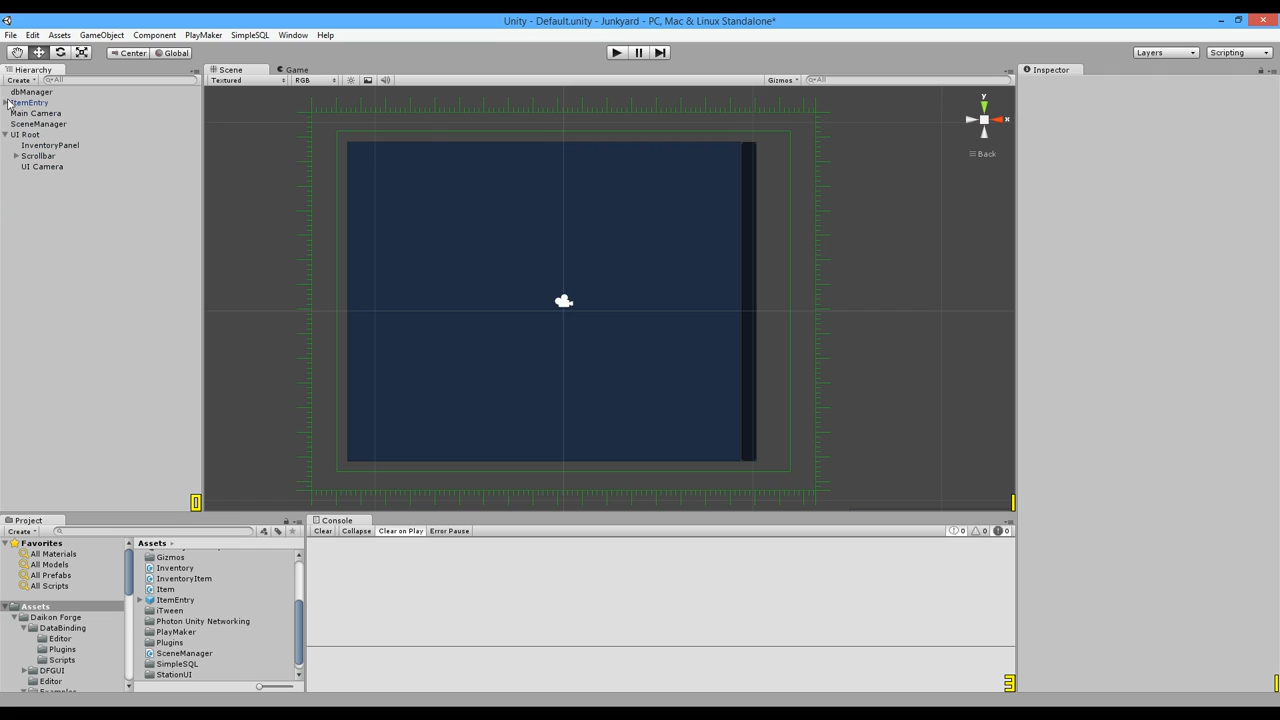 Unity - Default.unity - Junkyard - PC, Mac & Linux Standalone*
File Edit Assets GameObject Component PlayMaker SimpleSQL Window Help
Center Global Layers Scripting
Hierarchy Scene Game Inspector
Create All Textured RGB Gizmos All
dbManager
ItemEntry
Main Camera
SceneManager
UI Root
InventoryPanel
Scrollbar
UI Camera
y
x
Back
Project Console
Create Clear Collapse Clear on Play Error Pause 0 0 0
Favorites
All Materials
All Models
All Prefabs
All Scripts
Assets
Daikon Forge
DataBinding
Editor
Plugins
Scripts
DFGUI
Editor
Examples
Assets
Gizmos
Inventory
InventoryItem
Item
ItemEntry
iTween
Photon Unity Networking
PlayMaker
Plugins
SceneManager
SimpleSQL
StationUI